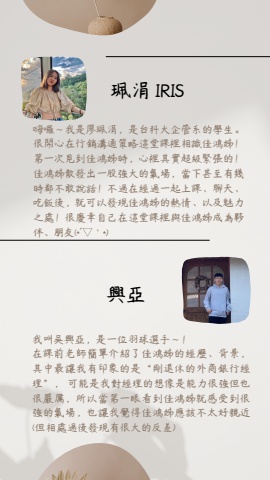 珮涓 IRIS
嗨囉～我是廖珮涓，是台科大企管系的學生。
很開心在行銷溝通策略這堂課裡相識佳鴻姊！
第一次見到佳鴻姊時，心裡其實超級緊張的！
佳鴻姊散發出一股強大的氣場，當下甚至有幾
時都不敢說話！不過在經過一起上課、聊天、
吃飯後，就可以發現佳鴻姊的熱情、以及魅力
之處！很慶幸自己在這堂課裡與佳鴻姊成為夥
伴、朋友(*´▽｀*)
興亞
我叫吳興亞，是一位羽球選手～！
在課前老師簡單介紹了佳鴻姊的經歷、背景，
其中最讓我有印象的是“剛退休的外商銀行經
理”，可能是我對經理的想像是能力很強但也
很嚴厲，所以當第一眼看到佳鴻姊就感受到很
強的氣場，也讓我覺得佳鴻姊應該不太好親近
(但相處過後發現有很大的反差)